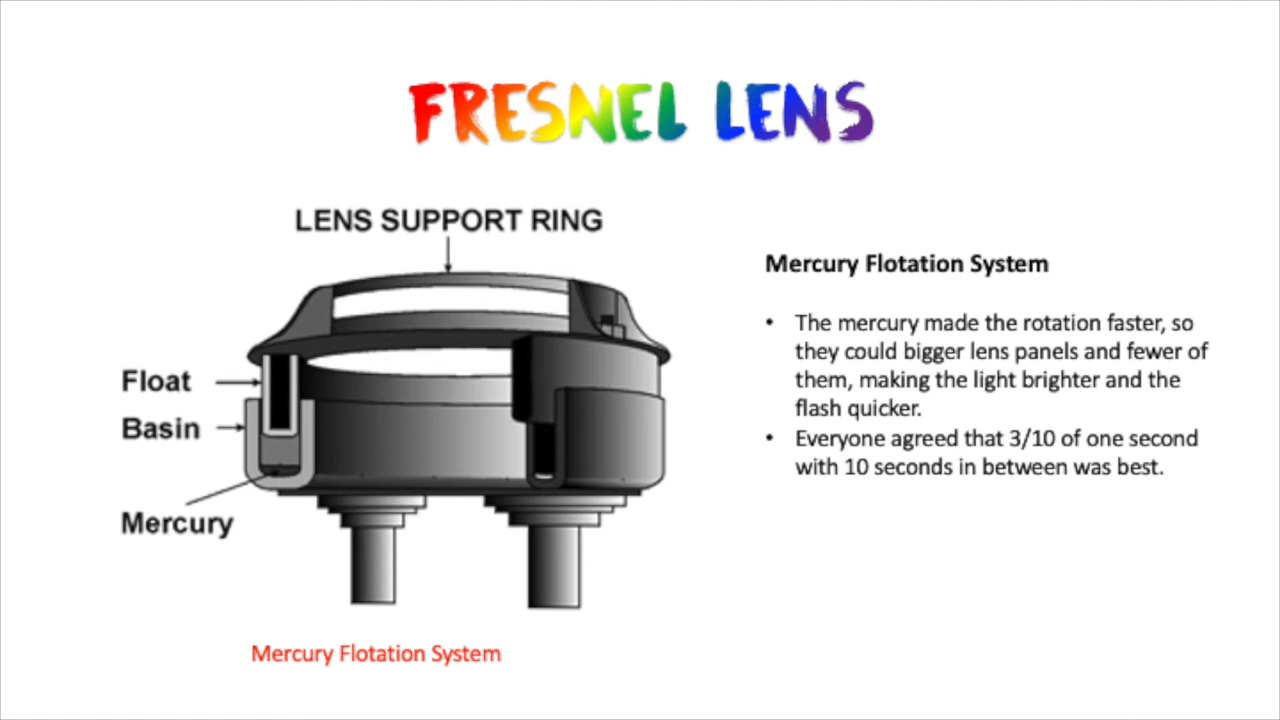 FRESNEL LENS
LENS SUPPORT RING
Float
Basin
Mercury
Mercury Flotation System
Mercury Flotation System
• The mercury made the rotation faster, so
they could bigger lens panels and fewer of
them, making the light brighter and the
flash quicker.
• Everyone agreed that 3/10 of one second
with 10 seconds in between was best.